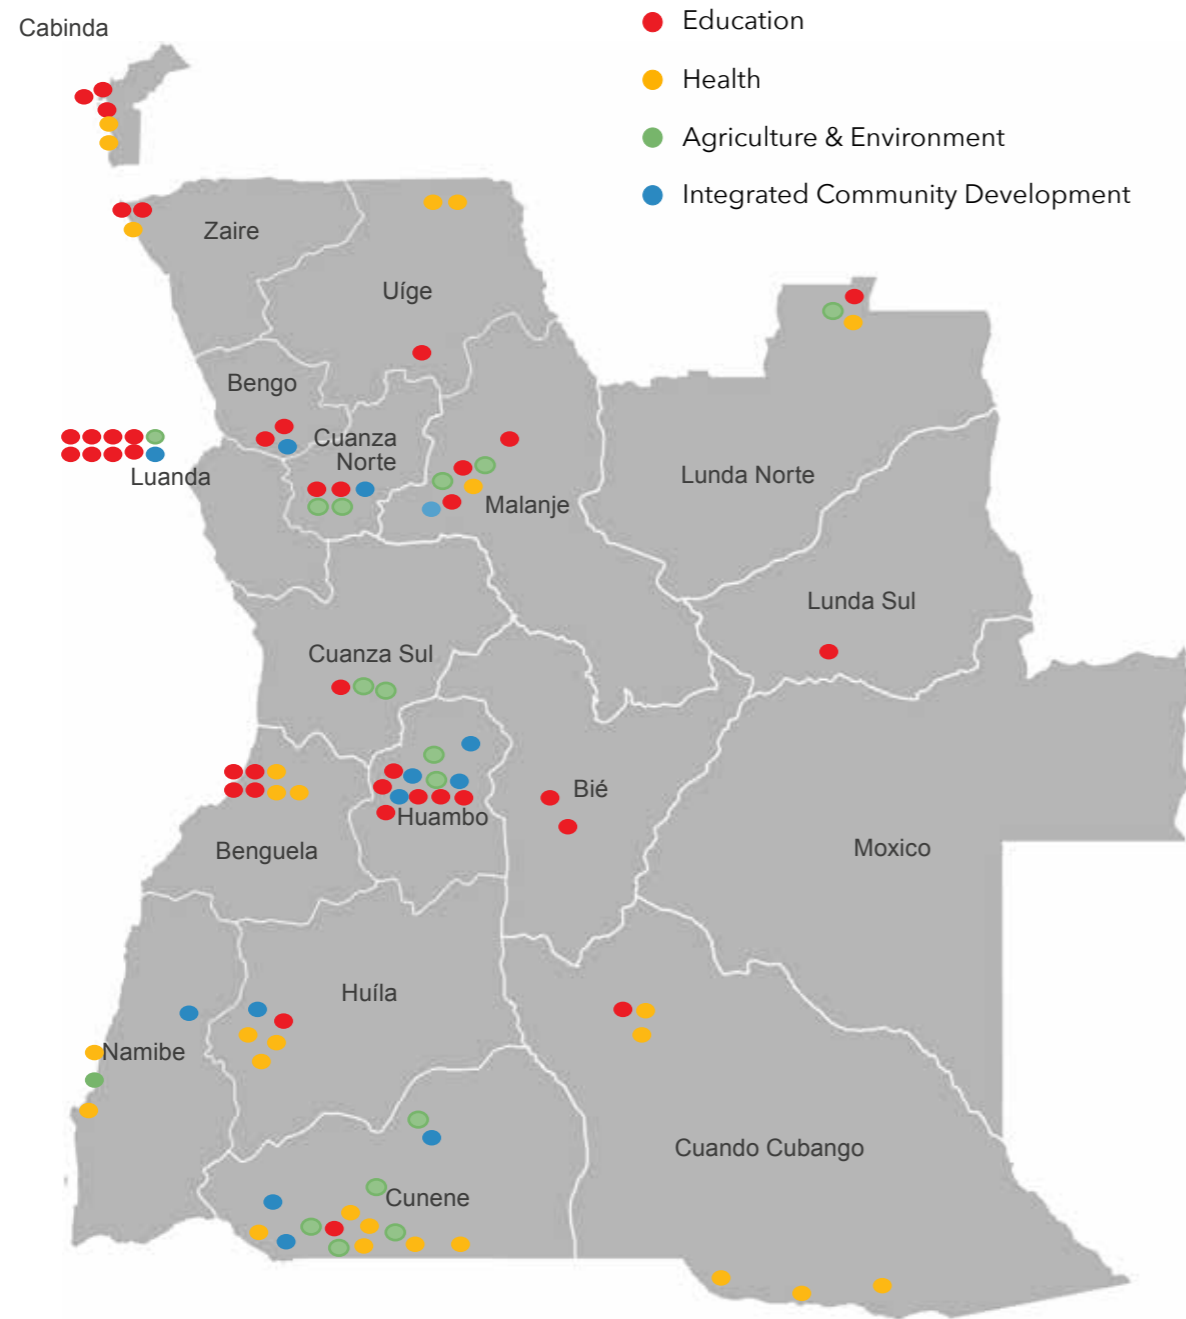 Cabinda
Education
Health
Agriculture & Environment
Integrated Community Development
Zaire
Uíge
Bengo
Cuanza
Norte
Luanda
Malanje
Lunda Norte
Lunda Sul
Cuanza Sul
Bié
Huambo
Benguela
Moxico
Huíla
Namibe
Cuando Cubango
Cunene